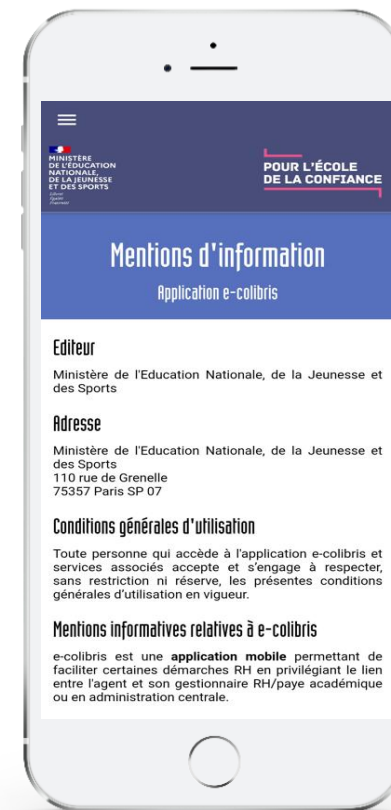 MINISTÈRE
DE L'ÉDUCATION
NATIONALE,
DE LA JEUNESSE
ET DES SPORTS
Liberté
Égalité
Fraternité
POUR L'ÉCOLE
DE LA CONFIANCE
Mentions d'information
Application e-colibris
Editeur
Ministère de l'Education Nationale, de la Jeunesse et
des Sports
Adresse
Ministère de l'Education Nationale, de la Jeunesse et
des Sports
110 rue de Grenelle
75357 Paris SP 07
Conditions générales d'utilisation
Toute personne qui accède à l'application e-colibris et
services associés accepte et s'engage à respecter,
sans restriction ni réserve, les présentes conditions
générales d'utilisation en vigueur.
Mentions informatives relatives à e-colibris
e-colibris est une application mobile permettant de
faciliter certaines démarches RH en privilégiant le lien
entre l'agent et son gestionnaire RH/paye académique
ou en administration centrale.